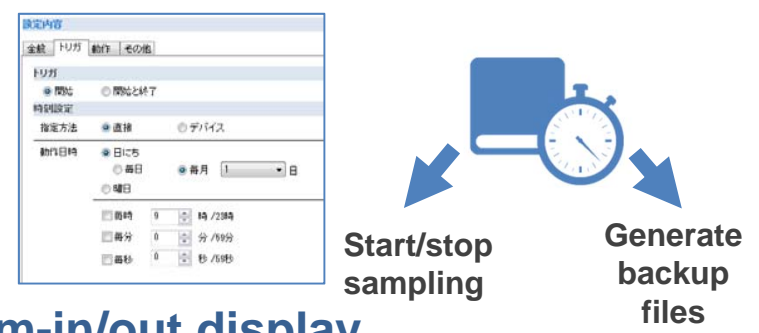 設定内容
全般 トリガ 動作 その他
トリガ
開始 開始と終了
時刻設定
指定方法 直接 デバイス
動作日時 日にち
毎日 毎月 1 日
曜日
毎時 9 時 /23時
毎分 0 分 /59分
毎秒 0 秒 /59秒
Start/stop
sampling
Generate
backup
files
m-in/out display